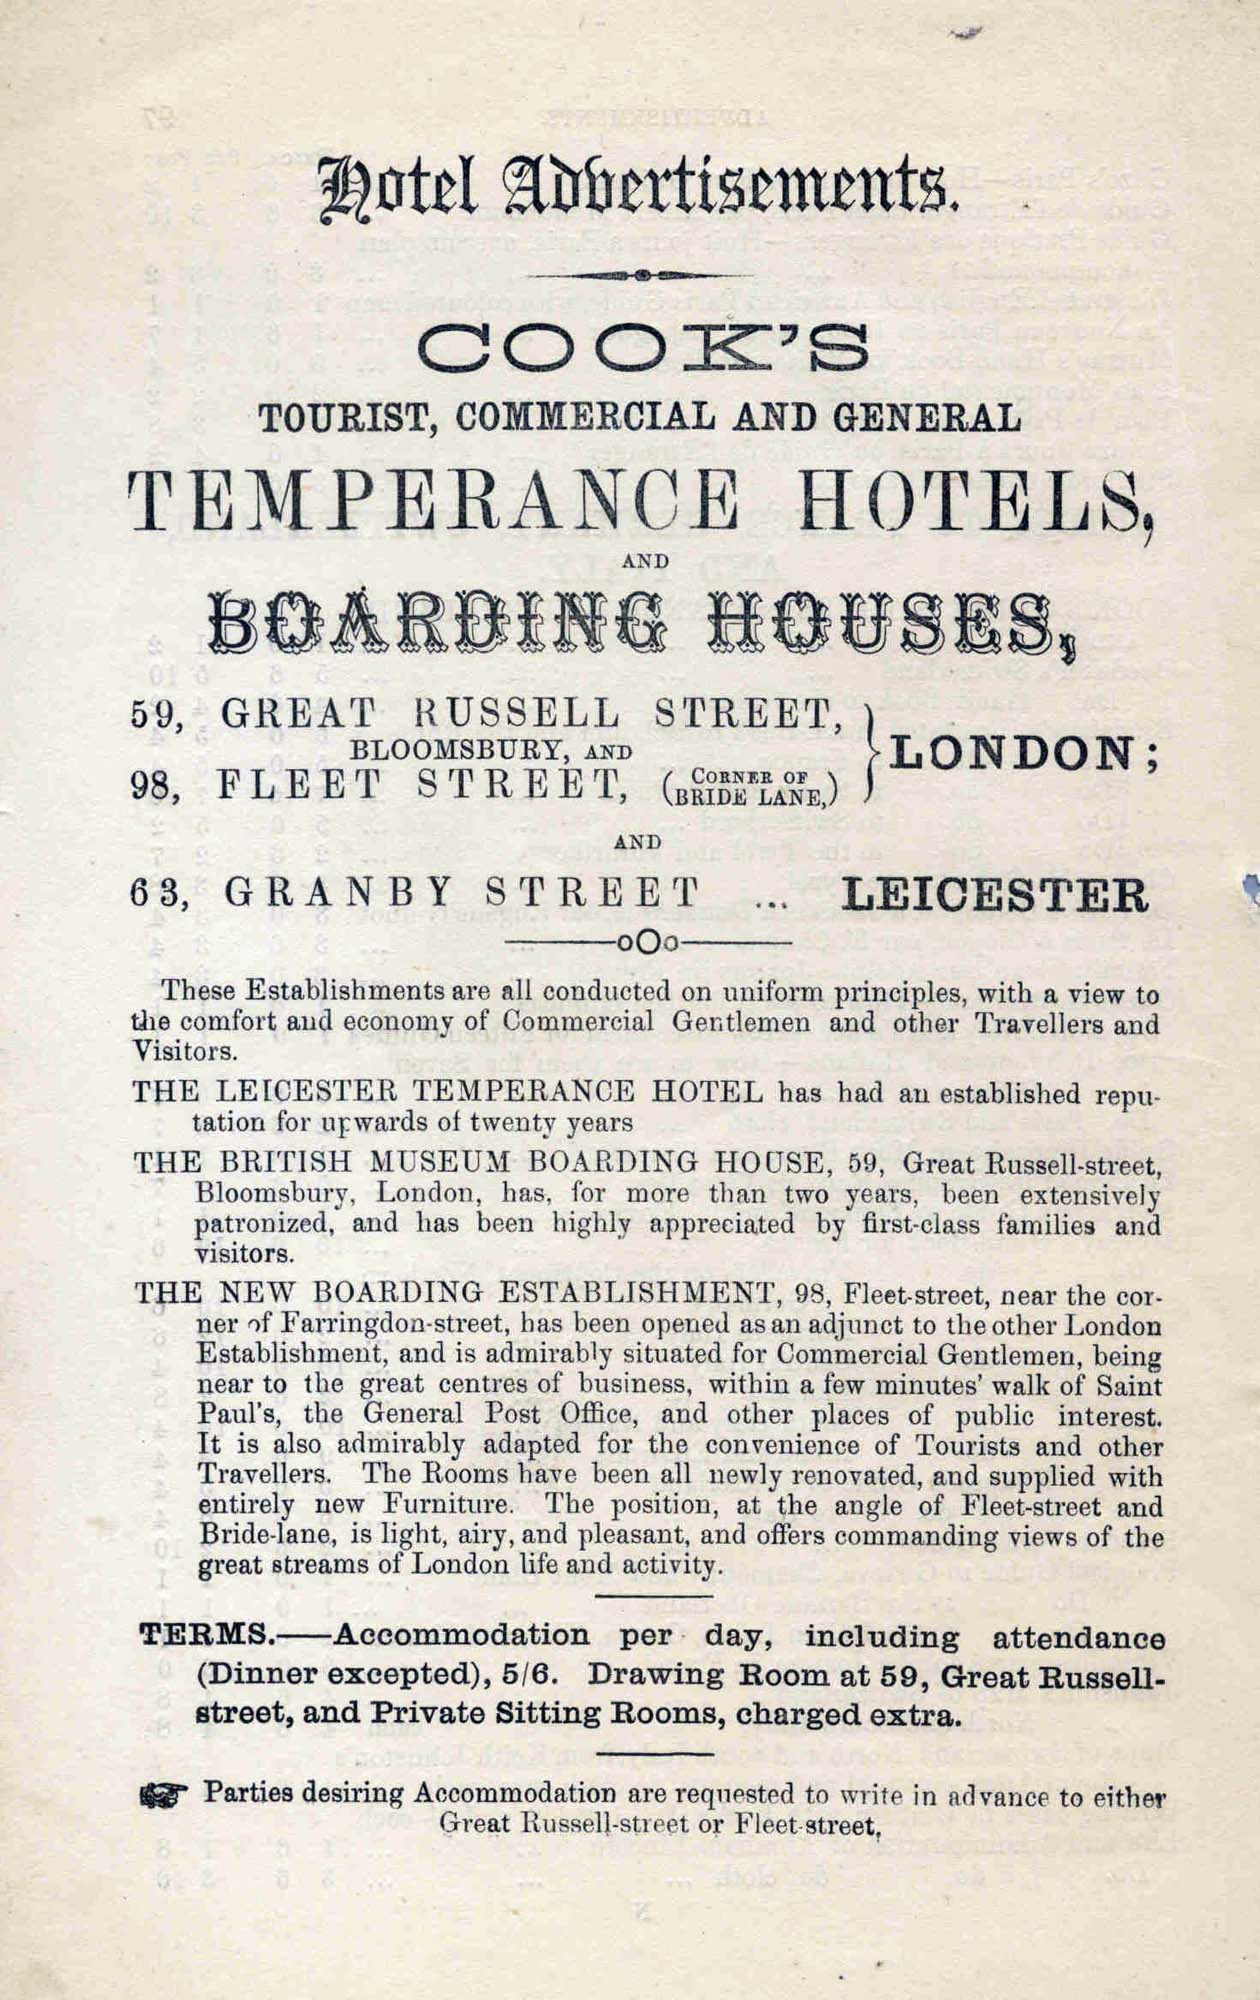 Hotel Advertisements.
COOK'S
TOURIST, COMMERCIAL AND GENERAL
TEMPERANCE HOTELS,
AND
BOARDING HOUSES,
59, GREAT RUSSELL STREET,
BLOOMSBURY, AND
98, FLEET STREET, (CORNER OF BRIDE LANE,)
LONDON;
AND
63, GRANBY STREET ... LEICESTER
These Establishments are all conducted on uniform principles, with a view to
the comfort and economy of Commercial Gentlemen and other Travellers and
Visitors.
THE LEICESTER TEMPERANCE HOTEL has had an established repu-
tation for upwards of twenty years
THE BRITISH MUSEUM BOARDING HOUSE, 59, Great Russell-street,
Bloomsbury, London, has, for more than two years, been extensively
patronized, and has been highly appreciated by first-class families and
visitors.
THE NEW BOARDING ESTABLISHMENT, 98, Fleet-street, near the cor-
ner of Farringdon-street, has been opened as an adjunct to the other London
Establishment, and is admirably situated for Commercial Gentlemen, being
near to the great centres of business, within a few minutes' walk of Saint
Paul's, the General Post Office, and other places of public interest.
It is also admirably adapted for the convenience of Tourists and other
Travellers. The Rooms have been all newly renovated, and supplied with
entirely new Furniture. The position, at the angle of Fleet-street and
Bride-lane, is light, airy, and pleasant, and offers commanding views of the
great streams of London life and activity.
TERMS.—Accommodation per day, including attendance
(Dinner excepted), 5/6. Drawing Room at 59, Great Russell-
street, and Private Sitting Rooms, charged extra.
☞ Parties desiring Accommodation are requested to write in advance to either
Great Russell-street or Fleet-street,